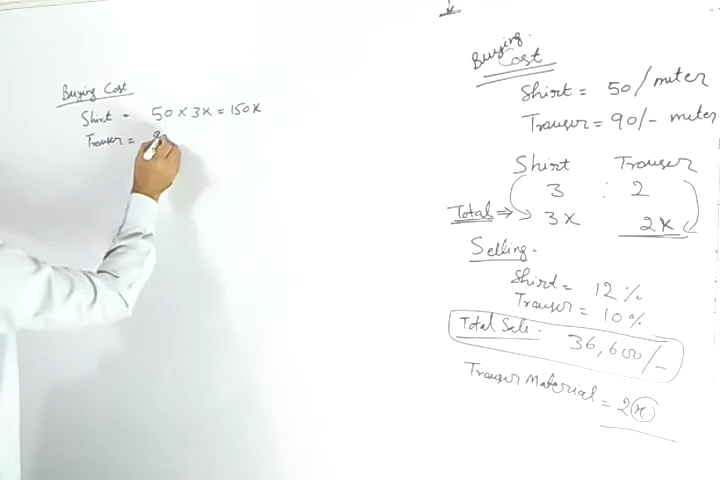 Buying Cost
Shirt = 50 × 3x = 150x
Trouser = 9
Buying
Cost
Shirt = 50/meter
Trouser = 90/- meter
Shirt Trouser
3 : 2
Total ⇒ 3x 2x
Selling -
Shirt = 12 %
Trouser = 10%
Total Sale - 36,600/-
Trouser Material = 2x